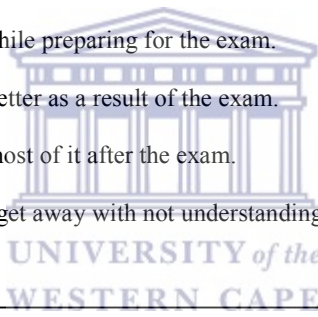 hile preparing for the exam.
etter as a result of the exam.
ost of it after the exam.
get away with not understanding
UNIVERSITY of the
WESTERN CAPE